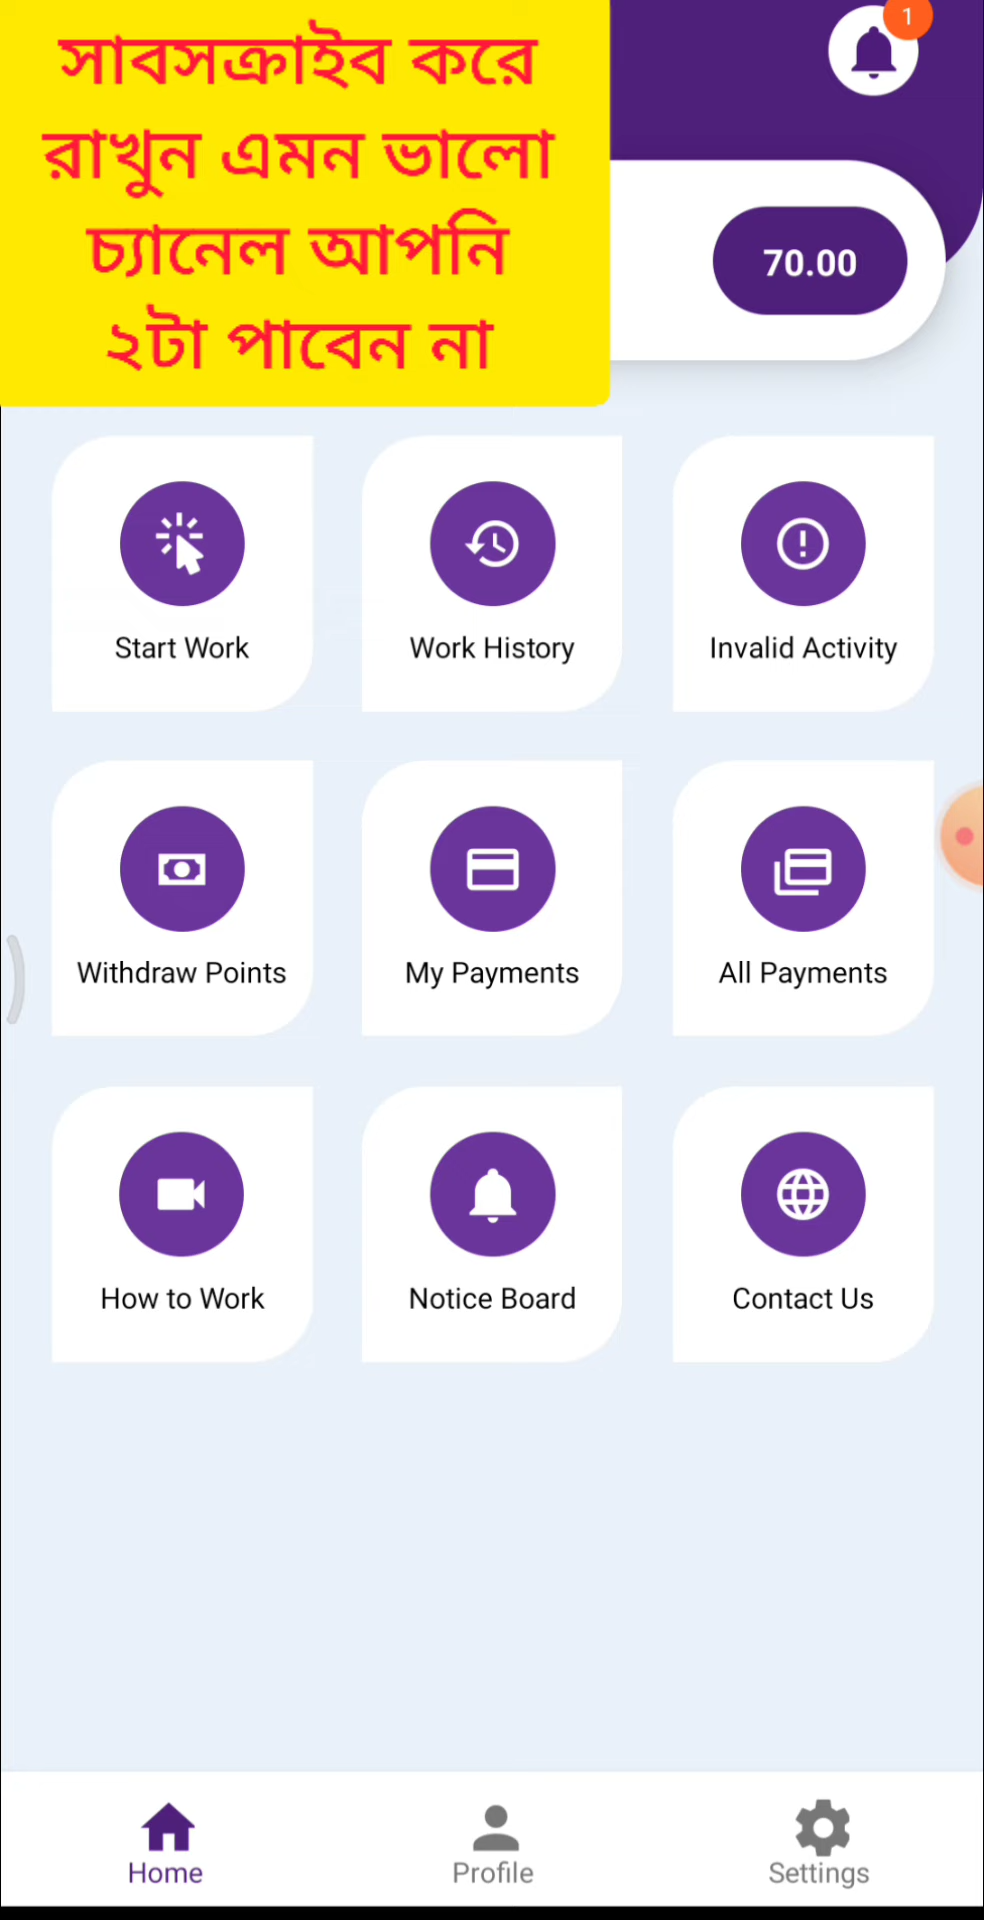 সাবসক্রাইব করে
রাখুন এমন ভালো
চ্যানেল আপনি
২টা পাবেন না
1
70.00
Start Work
Work History
Invalid Activity
Withdraw Points
My Payments
All Payments
How to Work
Notice Board
Contact Us
Home
Profile
Settings